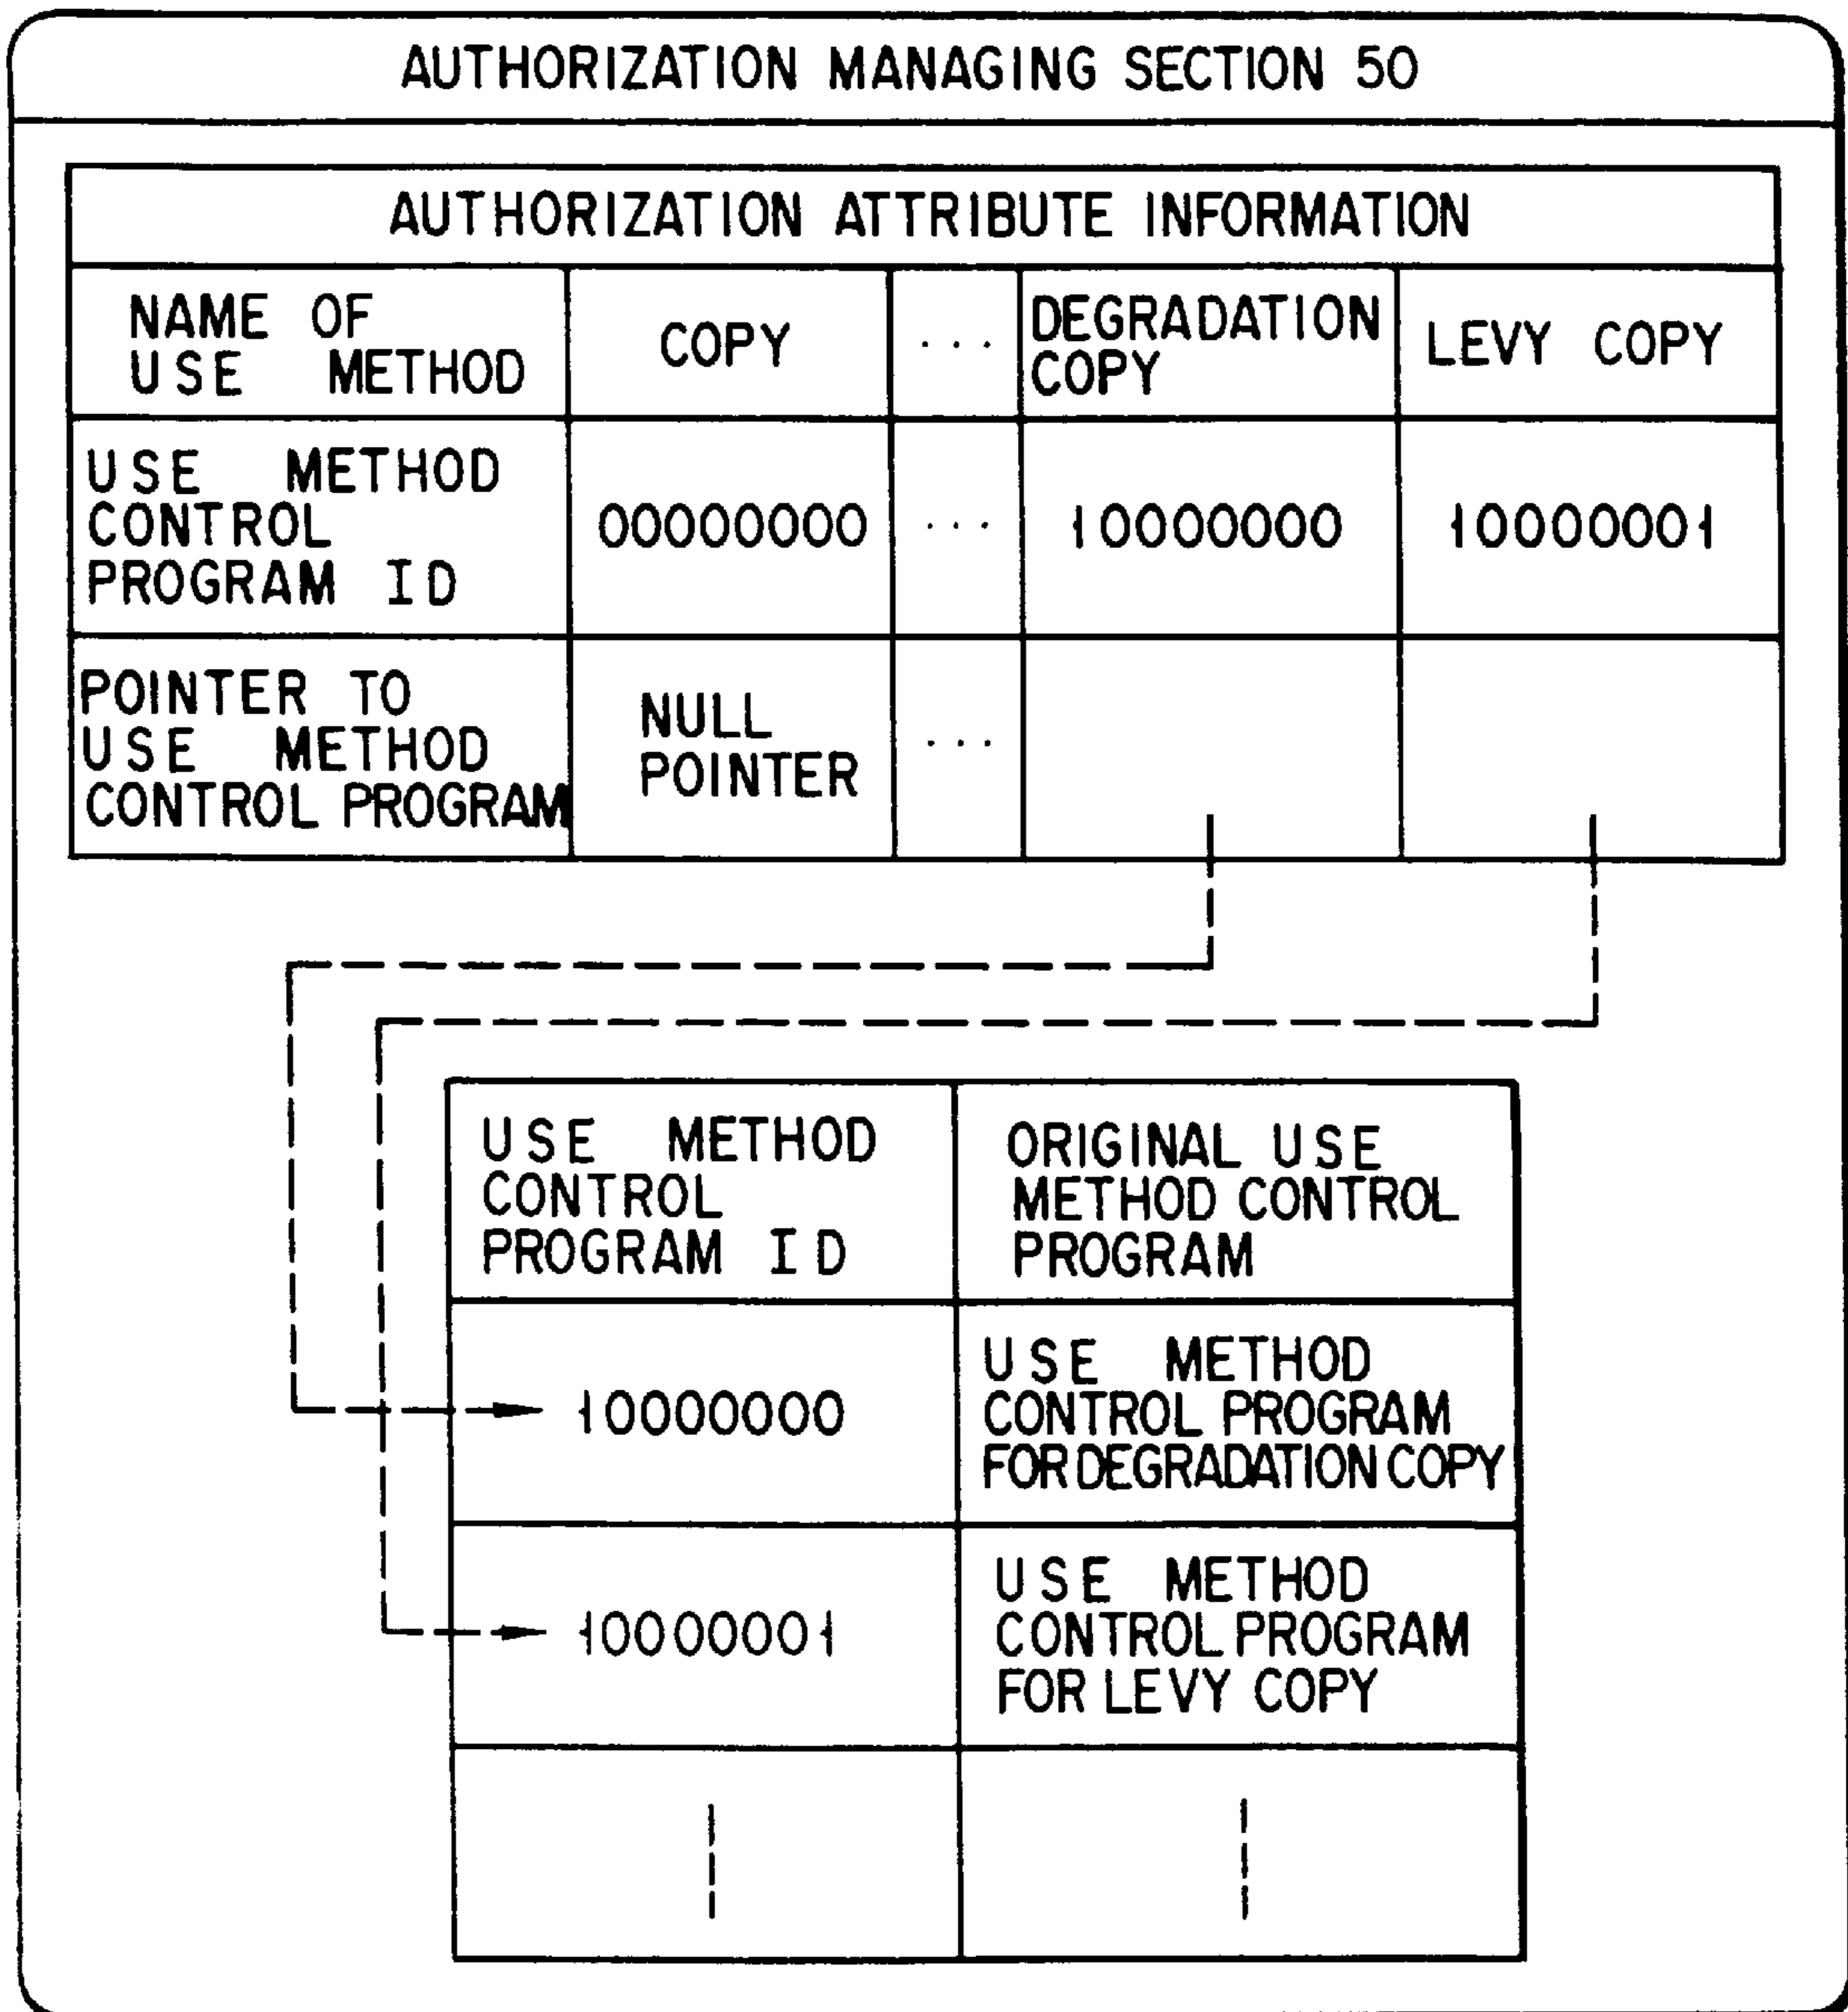 AUTHORIZATION MANAGING SECTION 50
AUTHORIZATION ATTRIBUTE INFORMATION
NAME OF
USE METHOD
COPY
...
DEGRADATION
COPY
LEVY COPY
USE METHOD
CONTROL
PROGRAM ID
00000000
...
10000000
10000001
POINTER TO
USE METHOD
CONTROL PROGRAM
NULL
POINTER
...
USE METHOD
CONTROL
PROGRAM ID
ORIGINAL USE
METHOD CONTROL
PROGRAM
10000000
USE METHOD
CONTROL PROGRAM
FOR DEGRADATION COPY
10000001
USE METHOD
CONTROL PROGRAM
FOR LEVY COPY